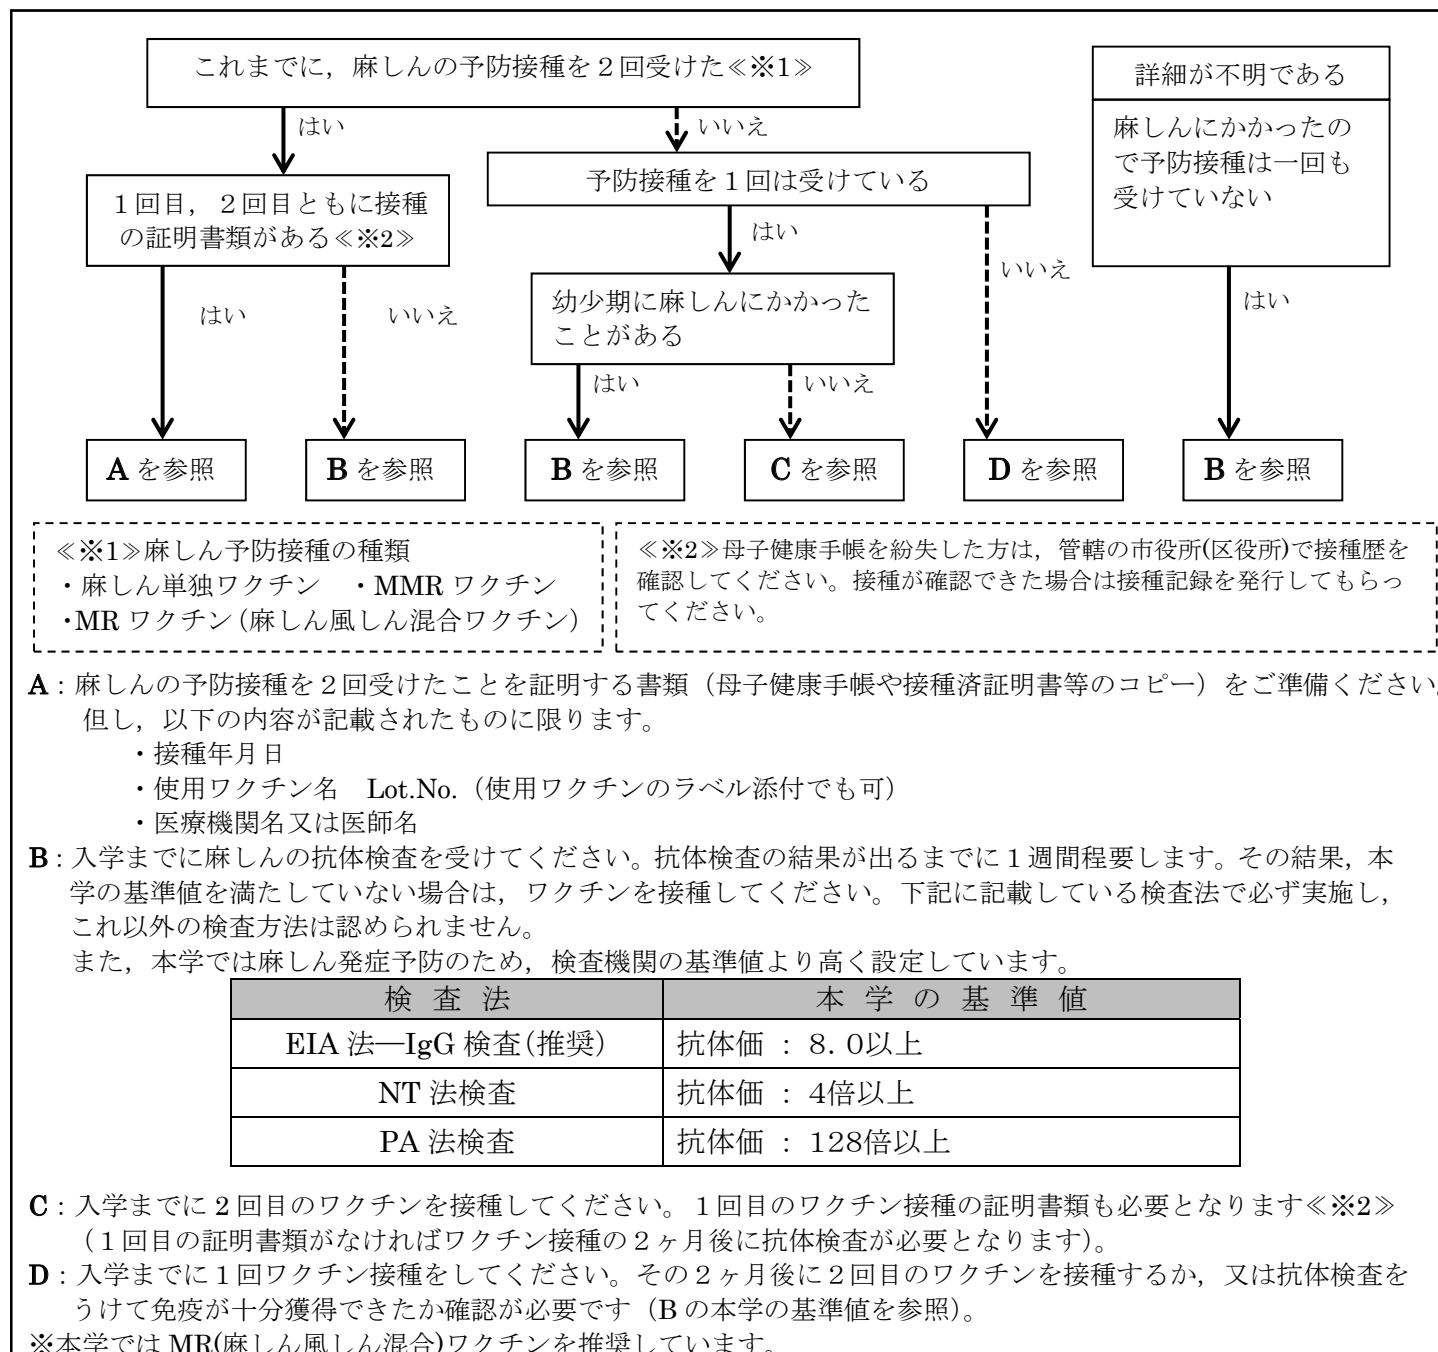 これまでに，麻しんの予防接種を２回受けた≪※1≫
詳細が不明である
はい
いいえ
麻しんにかかったの
で予防接種は一回も
受けていない
予防接種を１回は受けている
１回目，２回目ともに接種
の証明書類がある≪※2≫
はい
いいえ
幼少期に麻しんにかかった
ことがある
はい
いいえ
はい
はい
いいえ
A を参照
B を参照
B を参照
C を参照
D を参照
B を参照
≪※1≫麻しん予防接種の種類
・麻しん単独ワクチン　・MMR ワクチン
・MR ワクチン（麻しん風しん混合ワクチン）
≪※2≫母子健康手帳を紛失した方は，管轄の市役所(区役所)で接種歴を
確認してください。接種が確認できた場合は接種記録を発行してもらっ
てください。
A：麻しんの予防接種を２回受けたことを証明する書類（母子健康手帳や接種済証明書等のコピー）をご準備ください。
但し，以下の内容が記載されたものに限ります。
・接種年月日
・使用ワクチン名　Lot.No.（使用ワクチンのラベル添付でも可）
・医療機関名又は医師名
B：入学までに麻しんの抗体検査を受けてください。抗体検査の結果が出るまでに１週間程要します。その結果，本
学の基準値を満たしていない場合は，ワクチンを接種してください。下記に記載している検査法で必ず実施し，
これ以外の検査方法は認められません。
また，本学では麻しん発症予防のため，検査機関の基準値より高く設定しています。
検　査　法　本　学　の　基　準　値
EIA 法―IgG 検査（推奨）　抗体価 ： ８．０以上
NT 法検査　抗体価 ： ４倍以上
PA 法検査　抗体価 ： １２８倍以上
C：入学までに 2 回目のワクチンを接種してください。１回目のワクチン接種の証明書類も必要となります≪※2≫
（１回目の証明書類がなければワクチン接種の２ヶ月後に抗体検査が必要となります）。
D：入学までに１回ワクチン接種をしてください。その２ヶ月後に２回目のワクチンを接種するか，又は抗体検査を
うけて免疫が十分獲得できたか確認が必要です（B の本学の基準値を参照）。
※本学では MR(麻しん風しん混合)ワクチンを推奨しています。